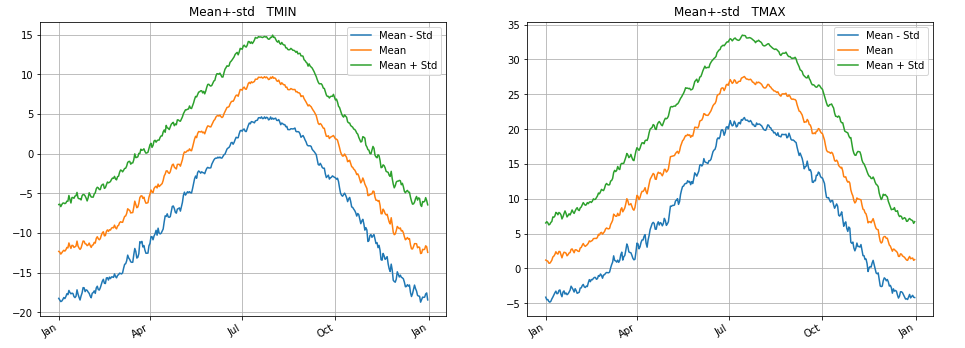 Mean+-std TMIN
15
10
5
0
−5
−10
−15
−20
Jan
Apr
Jul
Oct
Jan
Mean - Std
Mean
Mean + Std
Mean+-std TMAX
35
30
25
20
15
10
5
0
−5
Jan
Apr
Jul
Oct
Jan
Mean - Std
Mean
Mean + Std